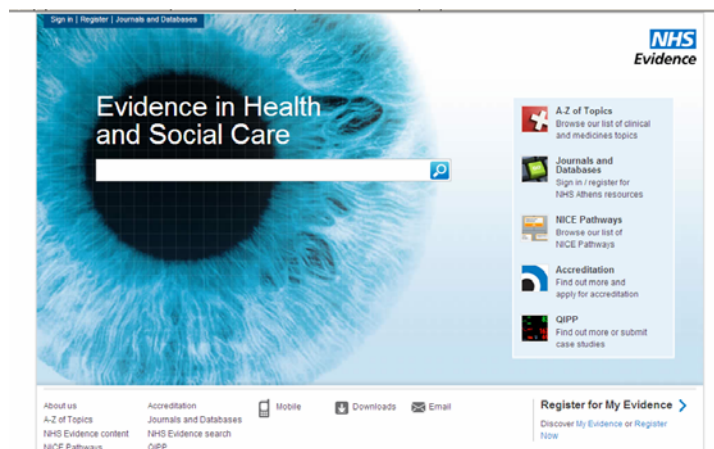 Sign in | Register | Journals and Databases
NHS
Evidence
Evidence in Health
and Social Care
A-Z of Topics
Browse our list of clinical
and medicines topics
Journals and
Databases
Sign in / register for
NHS Athens resources
NICE Pathways
Browse our list of
NICE Pathways
Accreditation
Find out more and
apply for accreditation
QIPP
Find out more or submit
case studies
About us
A-Z of Topics
NHS Evidence content
NICE Pathways
Accreditation
Journals and Databases
NHS Evidence search
QIPP
Mobile
Downloads
Email
Register for My Evidence
Discover My Evidence or Register
Now